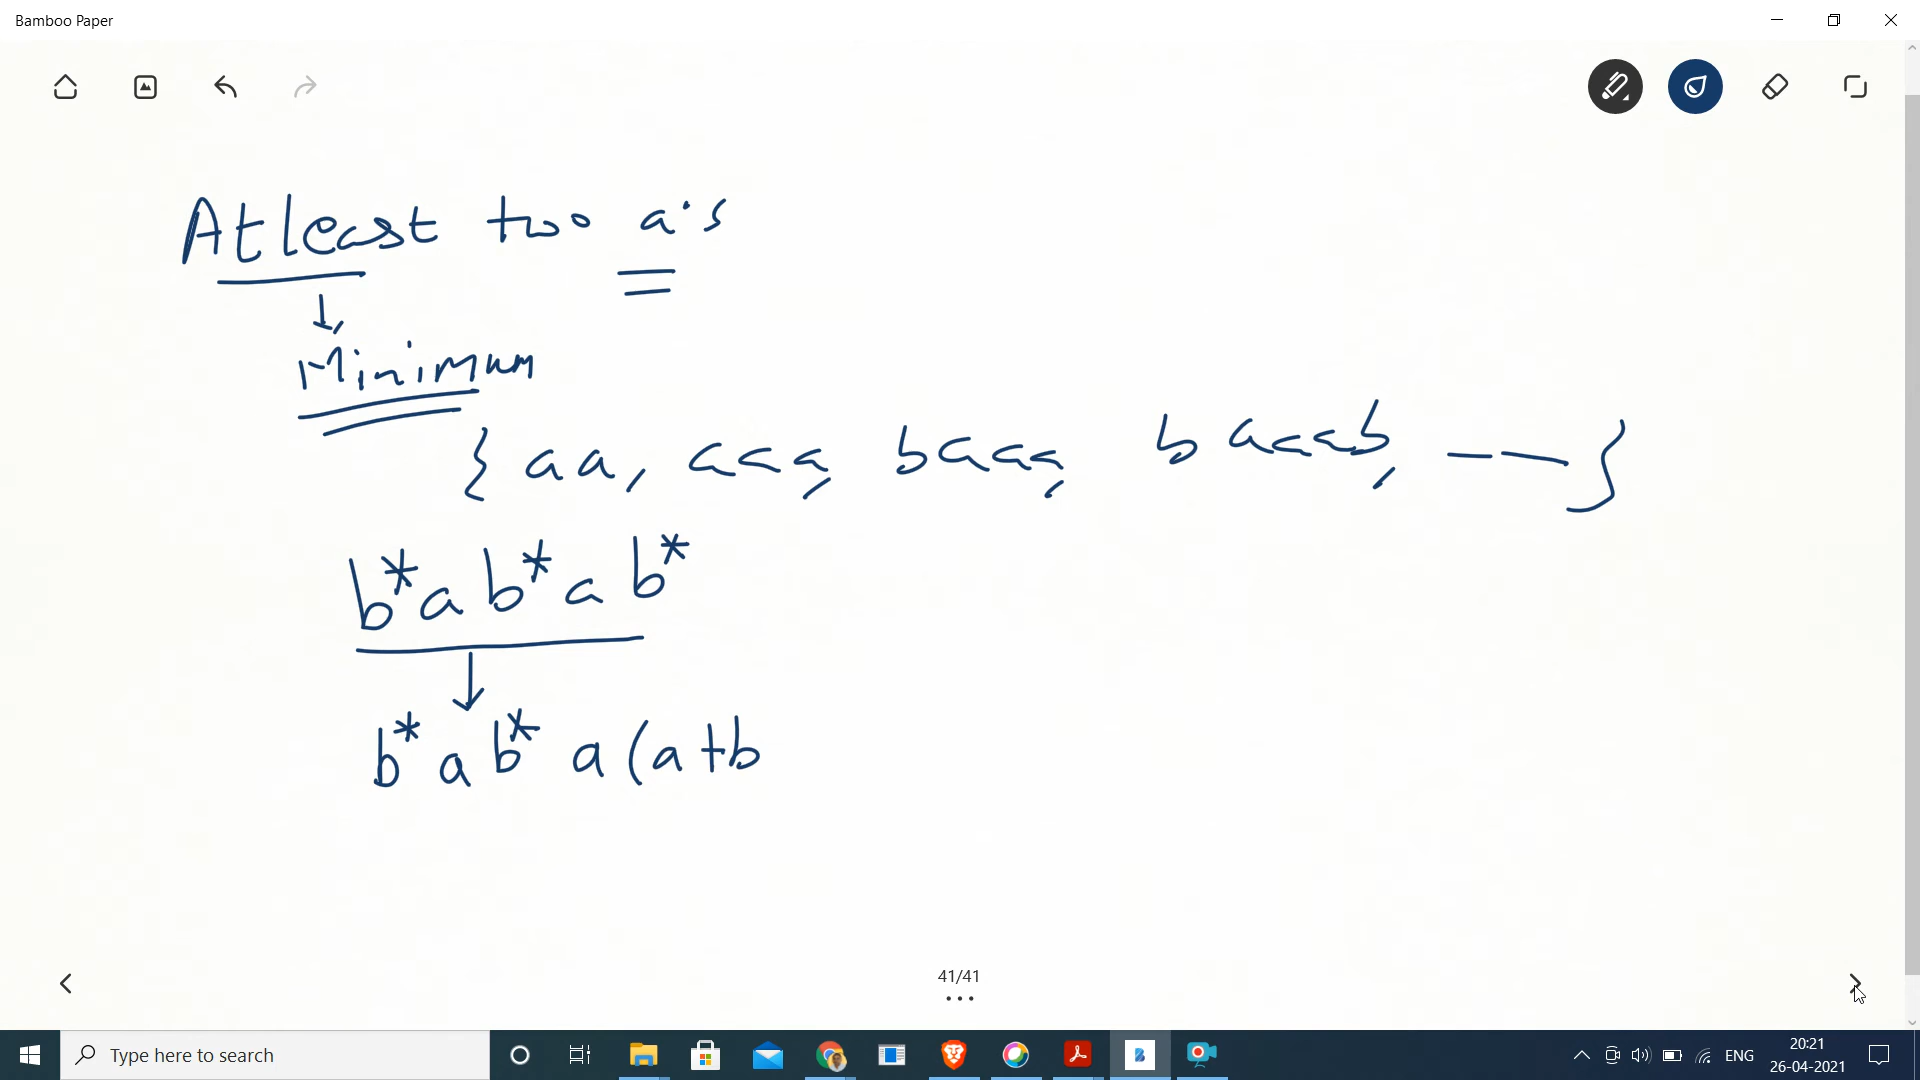 Bamboo Paper
Atleast two a's
Minimum
{ aa, aaa, baaa, baaab, -- }
b*ab*ab*
b*ab*a(a+b
41/41
Type here to search
ENG
20:21
26-04-2021